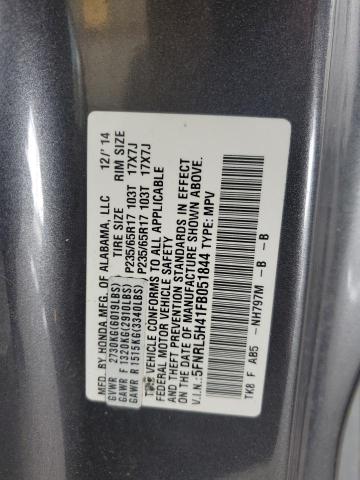 MFD. BY HONDA MFG. OF ALABAMA, LLC 12/'14
GVWR 2730KG(6019LBS) TIRE SIZE RIM SIZE
GAWR F 1320KG(2910LBS) P235/65R17 103T 17X7J
GAWR R 1515KG(3340LBS) P235/65R17 103T 17X7J
THIS VEHICLE CONFORMS TO ALL APPLICABLE
FEDERAL MOTOR VEHICLE SAFETY
AND THEFT PREVENTION STANDARDS IN EFFECT
ON THE DATE OF MANUFACTURE SHOWN ABOVE.
V.I.N.: 5FNRL5H41FB051844 TYPE: MPV
TK8 F AB5 -NH797M -B -B